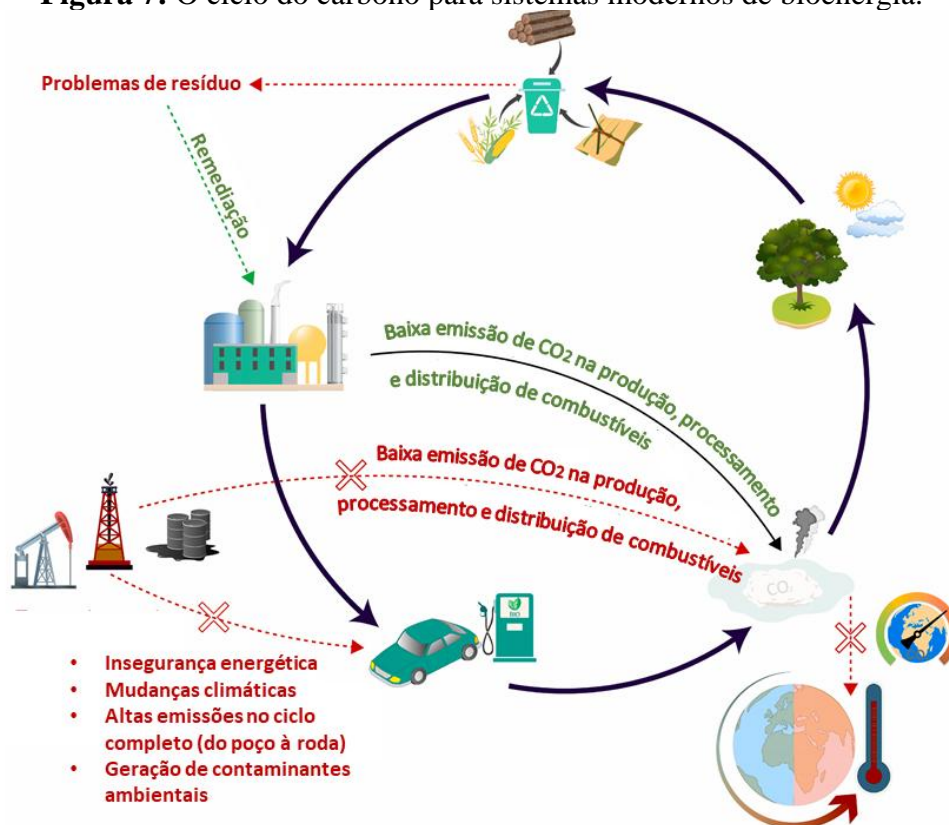 Figura 7: O ciclo do carbono para sistemas modernos de bioenergia.
Problemas de resíduo
Remediação
Baixa emissão de CO2 na produção, processamento
e distribuição de combustíveis
Baixa emissão de CO2 na produção,
processamento e distribuição de combustíveis
CO2
BIO
• Insegurança energética
• Mudanças climáticas
• Altas emissões no ciclo
completo (do poço à roda)
• Geração de contaminantes
ambientais